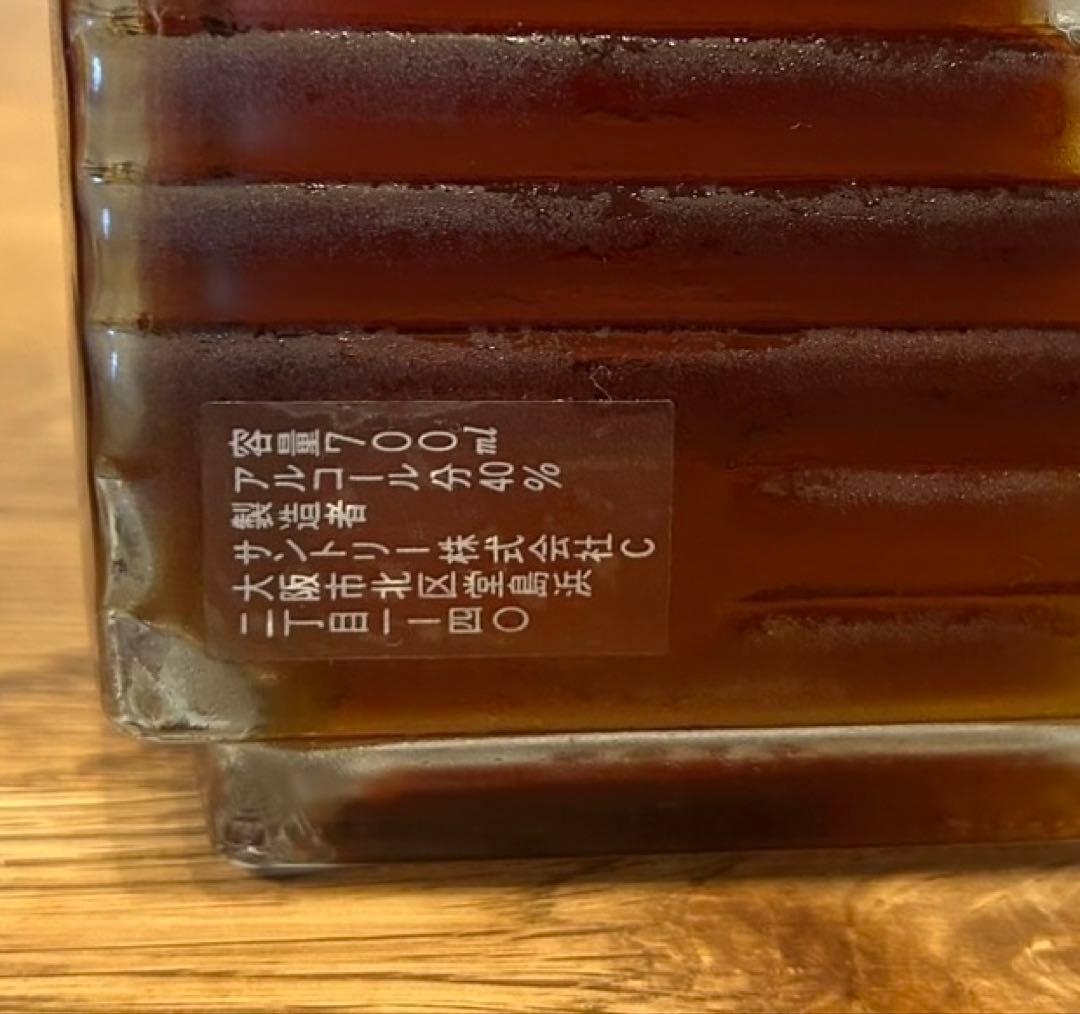 容量７００ml
アルコール分40％
製造者
サントリー株式会社C
大阪市北区堂島浜
二丁目一ー四〇